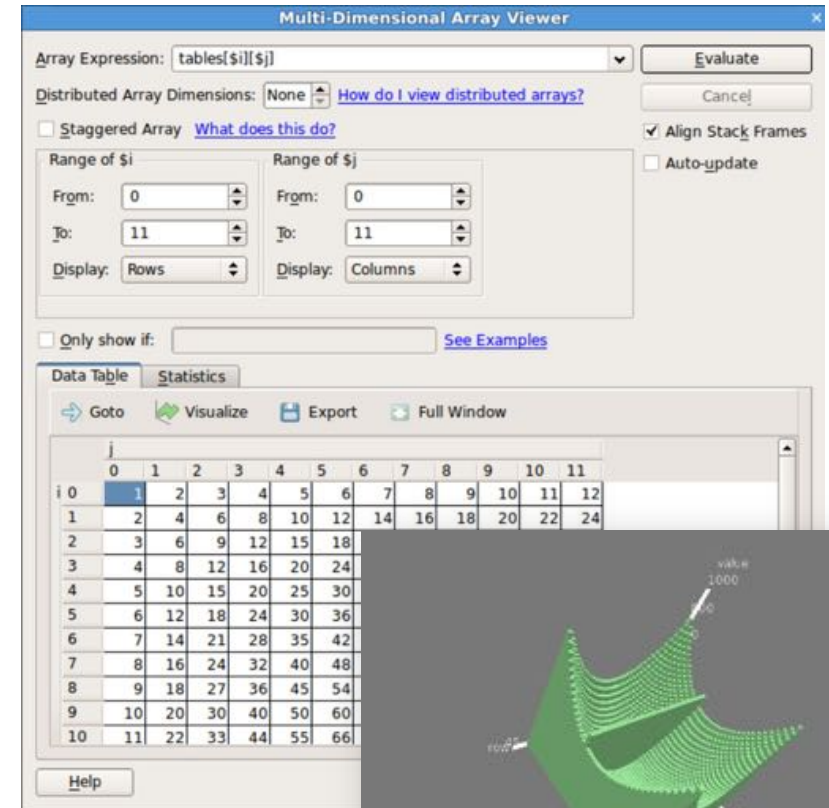 Multi-Dimensional Array Viewer
Array Expression: tables[$i][$j]
Evaluate
Distributed Array Dimensions: None How do I view distributed arrays?
Cancel
Staggered Array What does this do?
Align Stack Frames
Range of $i Range of $j
Auto-update
From: 0 From: 0
To: 11 To: 11
Display: Rows Display: Columns
Only show if: See Examples
Data Table Statistics
Goto Visualize Export Full Window
j
0 1 2 3 4 5 6 7 8 9 10 11
i 0 1 2 3 4 5 6 7 8 9 10 11 12
1 2 4 6 8 10 12 14 16 18 20 22 24
2 3 6 9 12 15 18
3 4 8 12 16 20 24
4 5 10 15 20 25 30
5 6 12 18 24 30 36
6 7 14 21 28 35 42
7 8 16 24 32 40 48
8 9 18 27 36 45 54
9 10 20 30 40 50 60
10 11 22 33 44 55 66
value
1000
0
row
Help